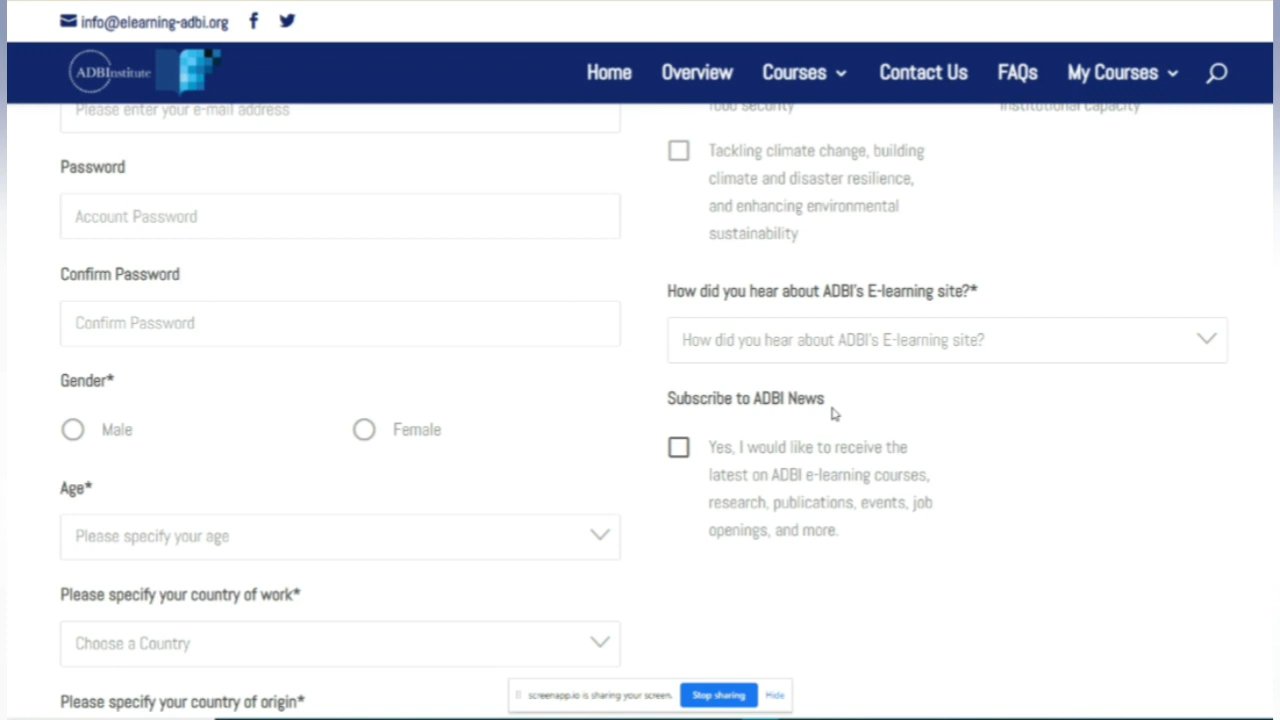 info@elearning-adbi.org
ADBInstitute
Home Overview Courses Contact Us FAQs My Courses
Please enter your e-mail address
Password
Account Password
Confirm Password
Confirm Password
Gender*
Male Female
Age*
Please specify your age
Please specify your country of work*
Choose a Country
Please specify your country of origin*
food security
institutional capacity
Tackling climate change, building
climate and disaster resilience,
and enhancing environmental
sustainability
How did you hear about ADBI's E-learning site?*
How did you hear about ADBI's E-learning site?
Subscribe to ADBI News
Yes, I would like to receive the
latest on ADBI e-learning courses,
research, publications, events, job
openings, and more.
screenapp.io is sharing your screen. Stop sharing Hide